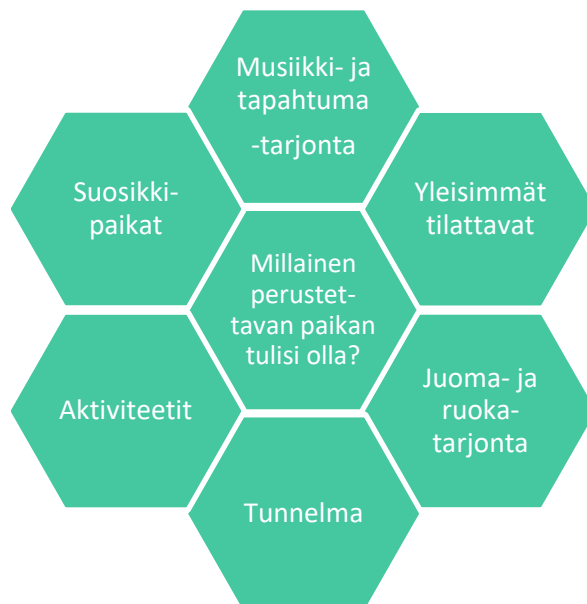 Musiikki- ja
tapahtuma
-tarjonta
Suosikki-
paikat
Yleisimmät
tilattavat
Millainen
perustet-
tavan paikan
tulisi olla?
Aktiviteetit
Juoma- ja
ruoka-
tarjonta
Tunnelma